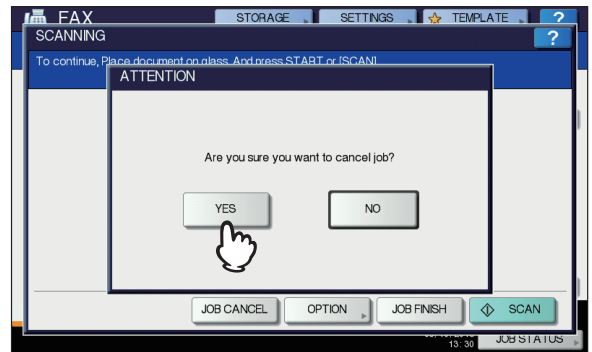 FAX STORAGE SETTINGS TEMPLATE ?
SCANNING ?
To continue, Place document on glass. And press START or [SCAN]
ATTENTION
Are you sure you want to cancel job?
YES NO
JOB CANCEL OPTION JOB FINISH SCAN
13: 30 JOB STATUS